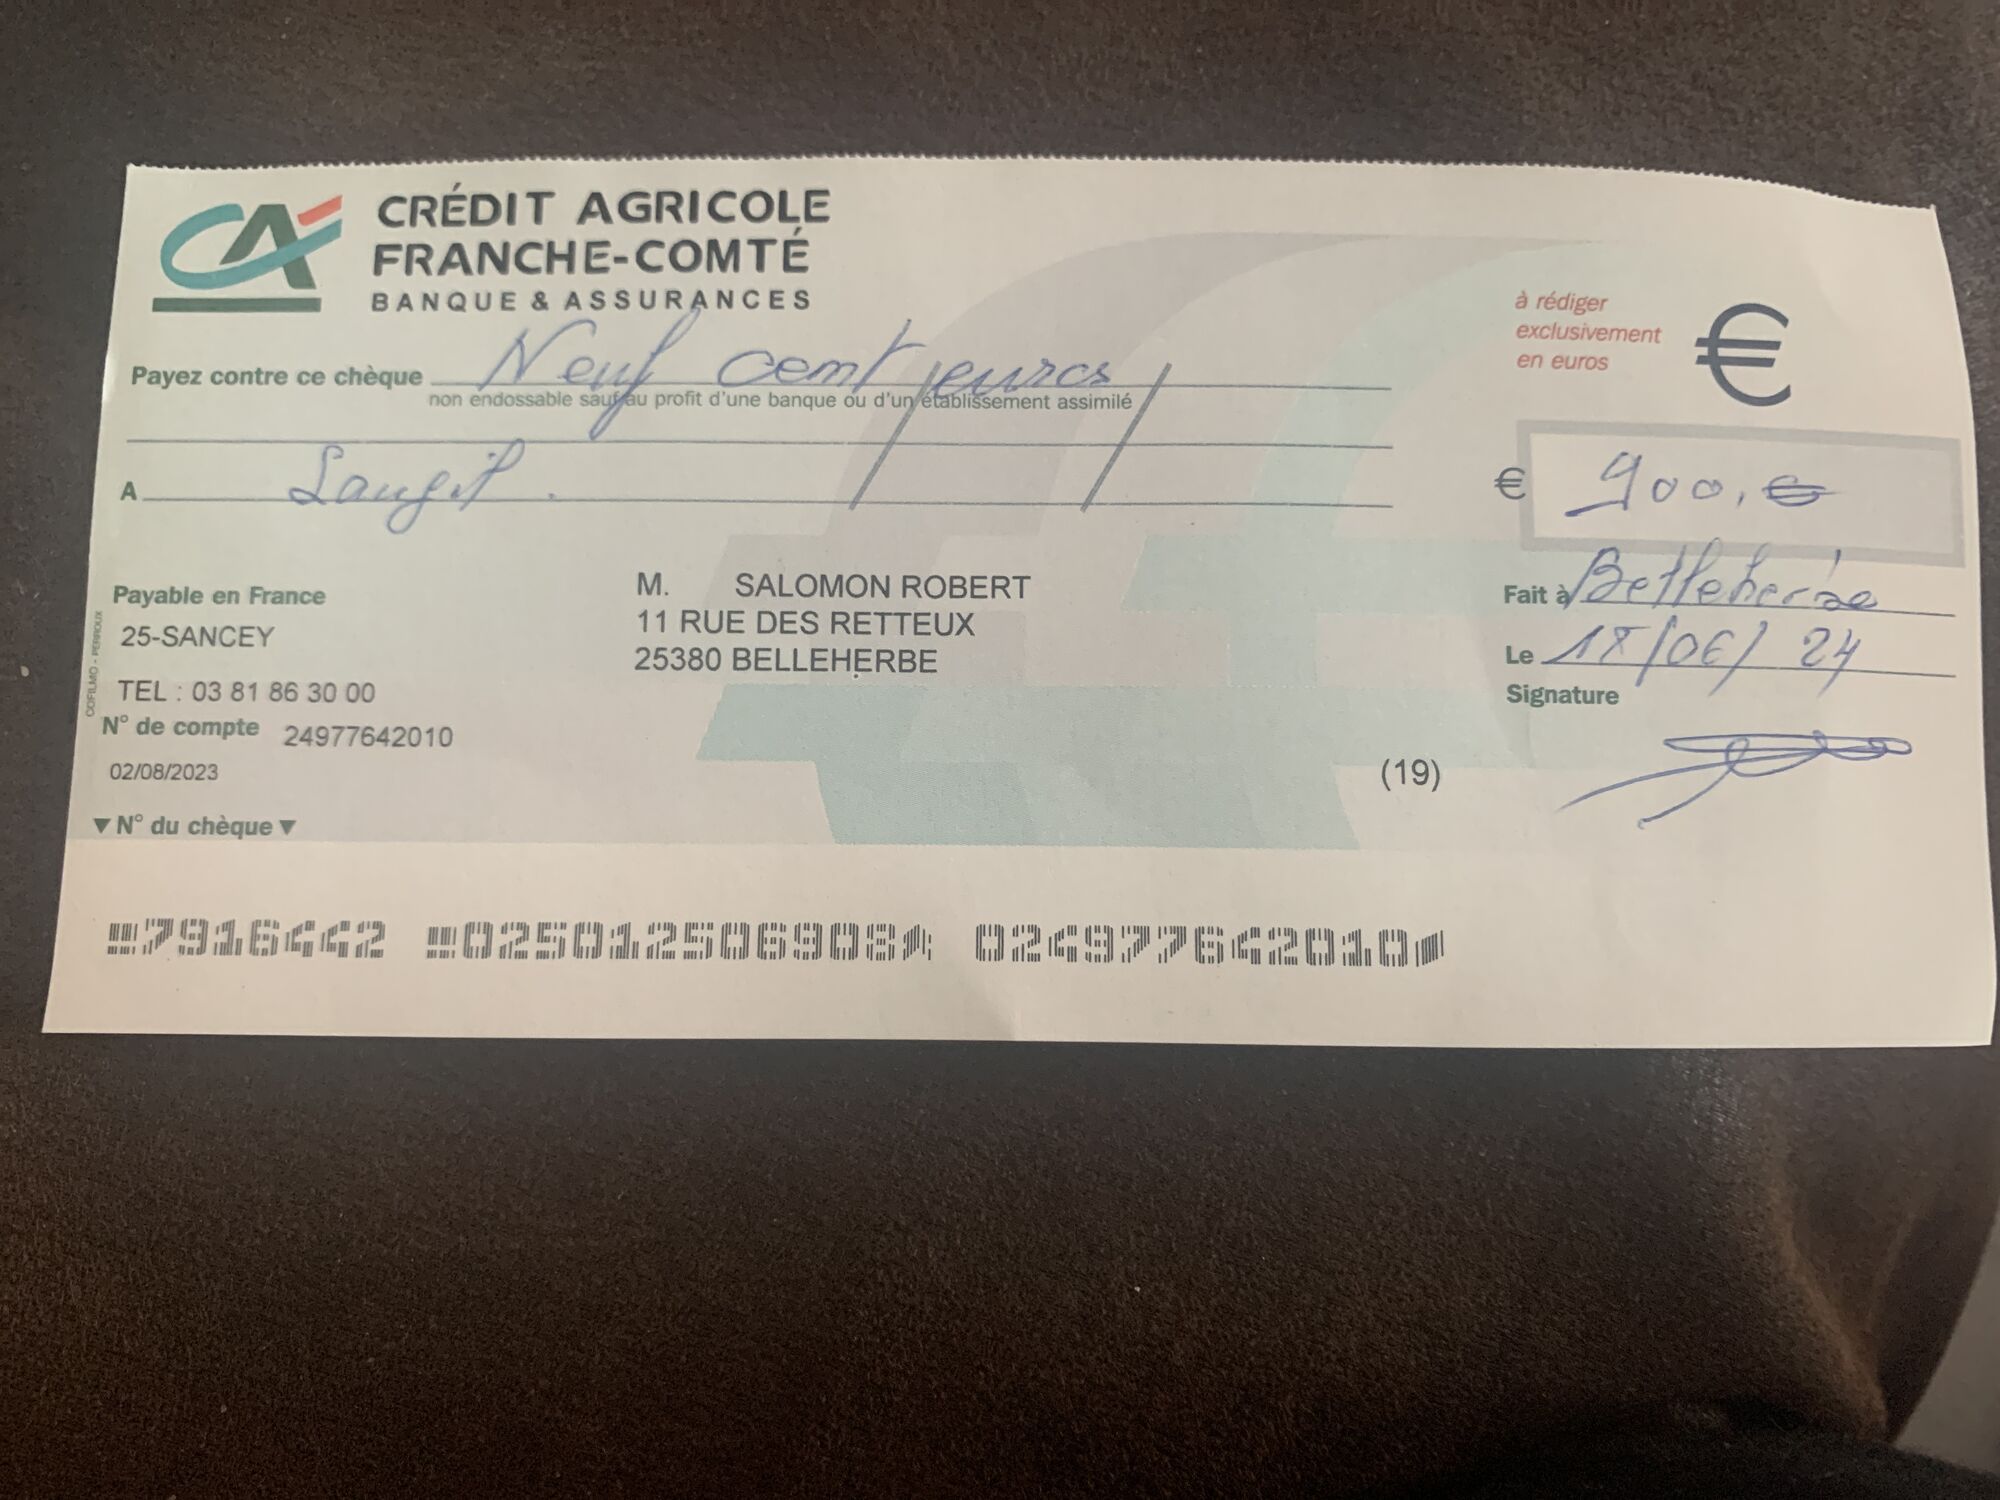 CRÉDIT AGRICOLE
FRANCHE-COMTÉ
BANQUE & ASSURANCES
à rédiger
exclusivement
en euros
€
Payez contre ce chèque Neuf cent euros
non endossable sauf au profit d'une banque ou d'un établissement assimilé
A
€ 900,€
Payable en France
25-SANCEY
TEL : 03 81 86 30 00
N° de compte 24977642010
02/08/2023
M. SALOMON ROBERT
11 RUE DES RETTEUX
25380 BELLEHERBE
Fait à
Le
Signature
(19)
COFILMO - PERROUX
▼ N° du chèque ▼
7916442 025012506908 024977642010